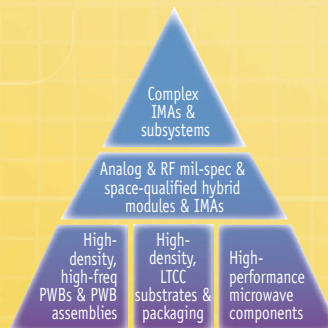 Complex
IMAs &
subsystems
Analog & RF mil-spec &
space-qualified hybrid
modules & IMAs
High-
density,
high-freq
PWBs & PWB
assemblies
High-
density,
LTCC
substrates &
packaging
High-
performance
microwave
components